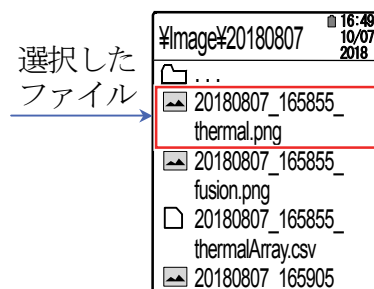 選択した
ファイル
¥Image¥20180807
16:49
10/07
2018
...
20180807_165855_
thermal.png
20180807_165855_
fusion.png
20180807_165855_
thermalArray.csv
20180807_165905